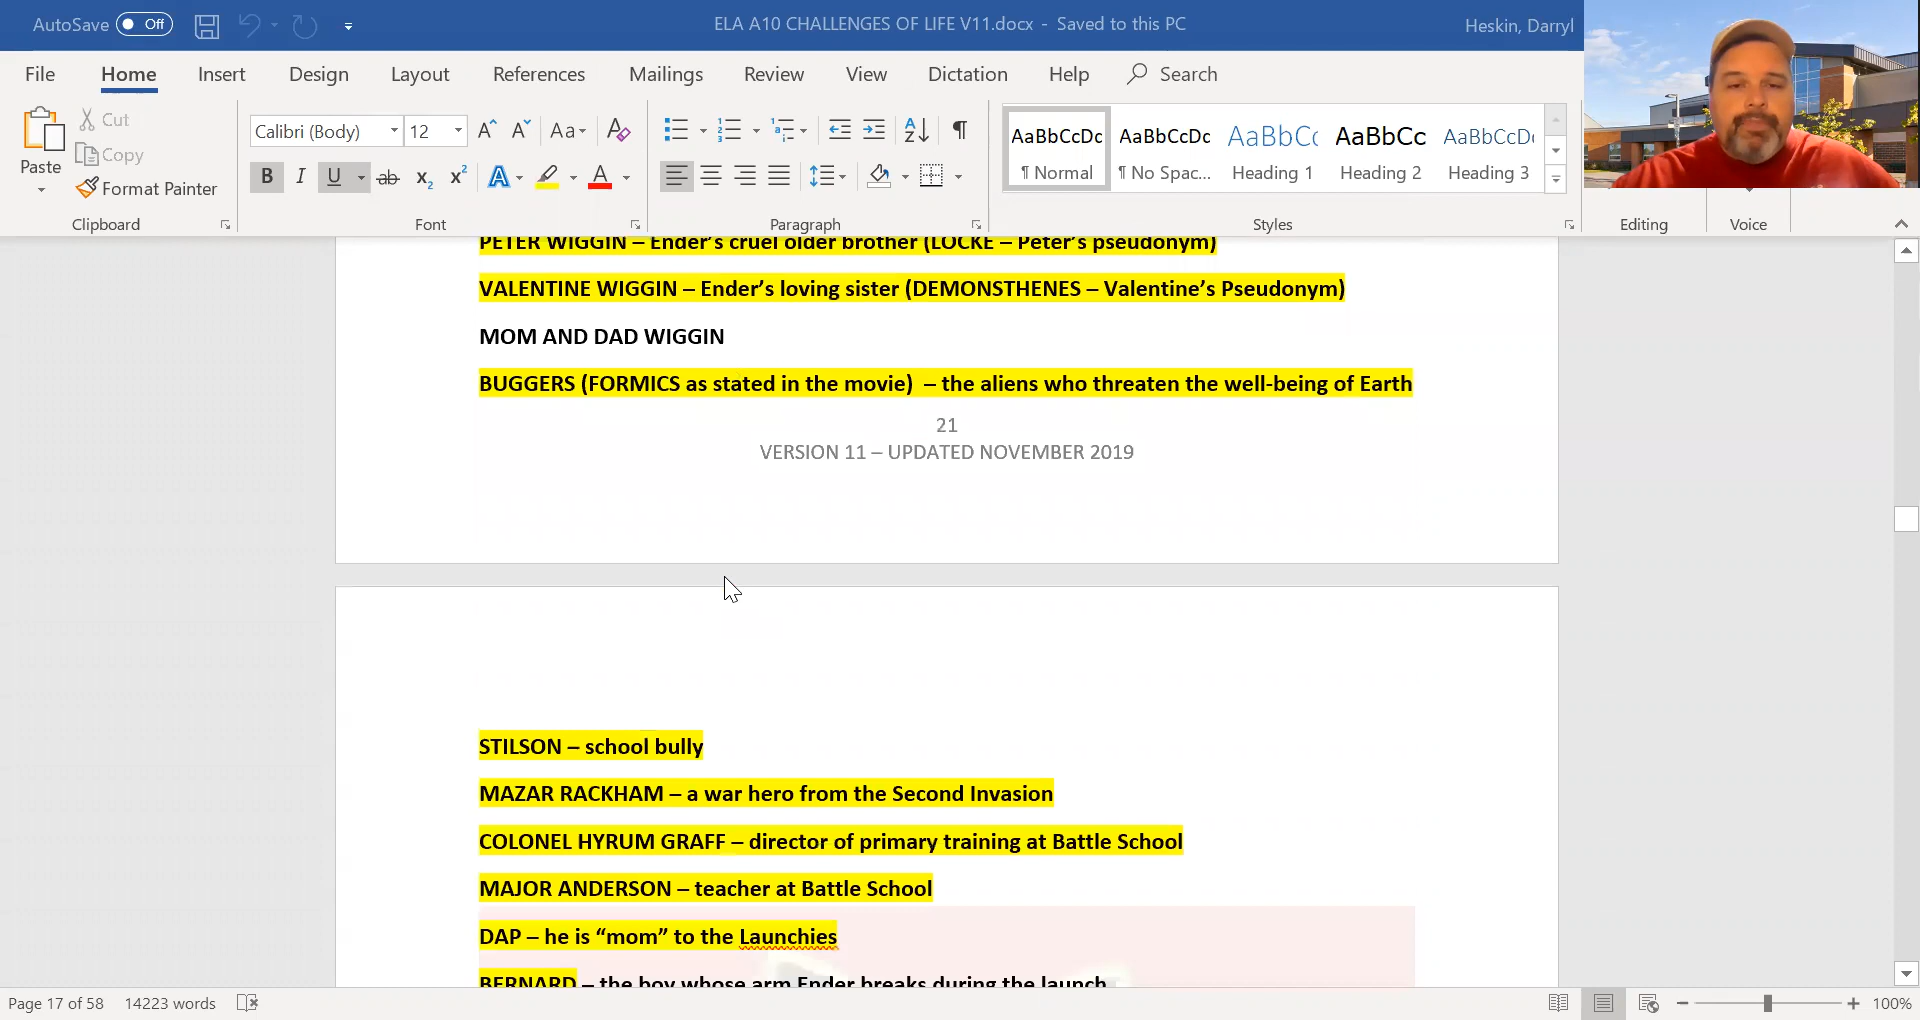 AutoSave Off
ELA A10 CHALLENGES OF LIFE V11.docx - Saved to this PC
Heskin, Darryl
File Home Insert Design Layout References Mailings Review View Dictation Help Search
Paste
Cut
Copy
Format Painter
Clipboard
Calibri (Body) 12
Aa
B I U ab x₂ x² A A
Font
Paragraph
AaBbCcDc
¶ Normal
AaBbCcDc
¶ No Spac...
AaBbC
Heading 1
AaBbCc
Heading 2
AaBbCcD
Heading 3
Styles
Editing
Voice
PETER WIGGIN – Ender's cruel older brother (LOCKE – Peter's pseudonym)
VALENTINE WIGGIN – Ender's loving sister (DEMONSTHENES – Valentine's Pseudonym)
MOM AND DAD WIGGIN
BUGGERS (FORMICS as stated in the movie) – the aliens who threaten the well-being of Earth
21
VERSION 11 – UPDATED NOVEMBER 2019
STILSON – school bully
MAZAR RACKHAM – a war hero from the Second Invasion
COLONEL HYRUM GRAFF – director of primary training at Battle School
MAJOR ANDERSON – teacher at Battle School
DAP – he is “mom” to the Launchies
BERNARD – the boy whose arm Ender breaks during the launch
Page 17 of 58 14223 words
100%